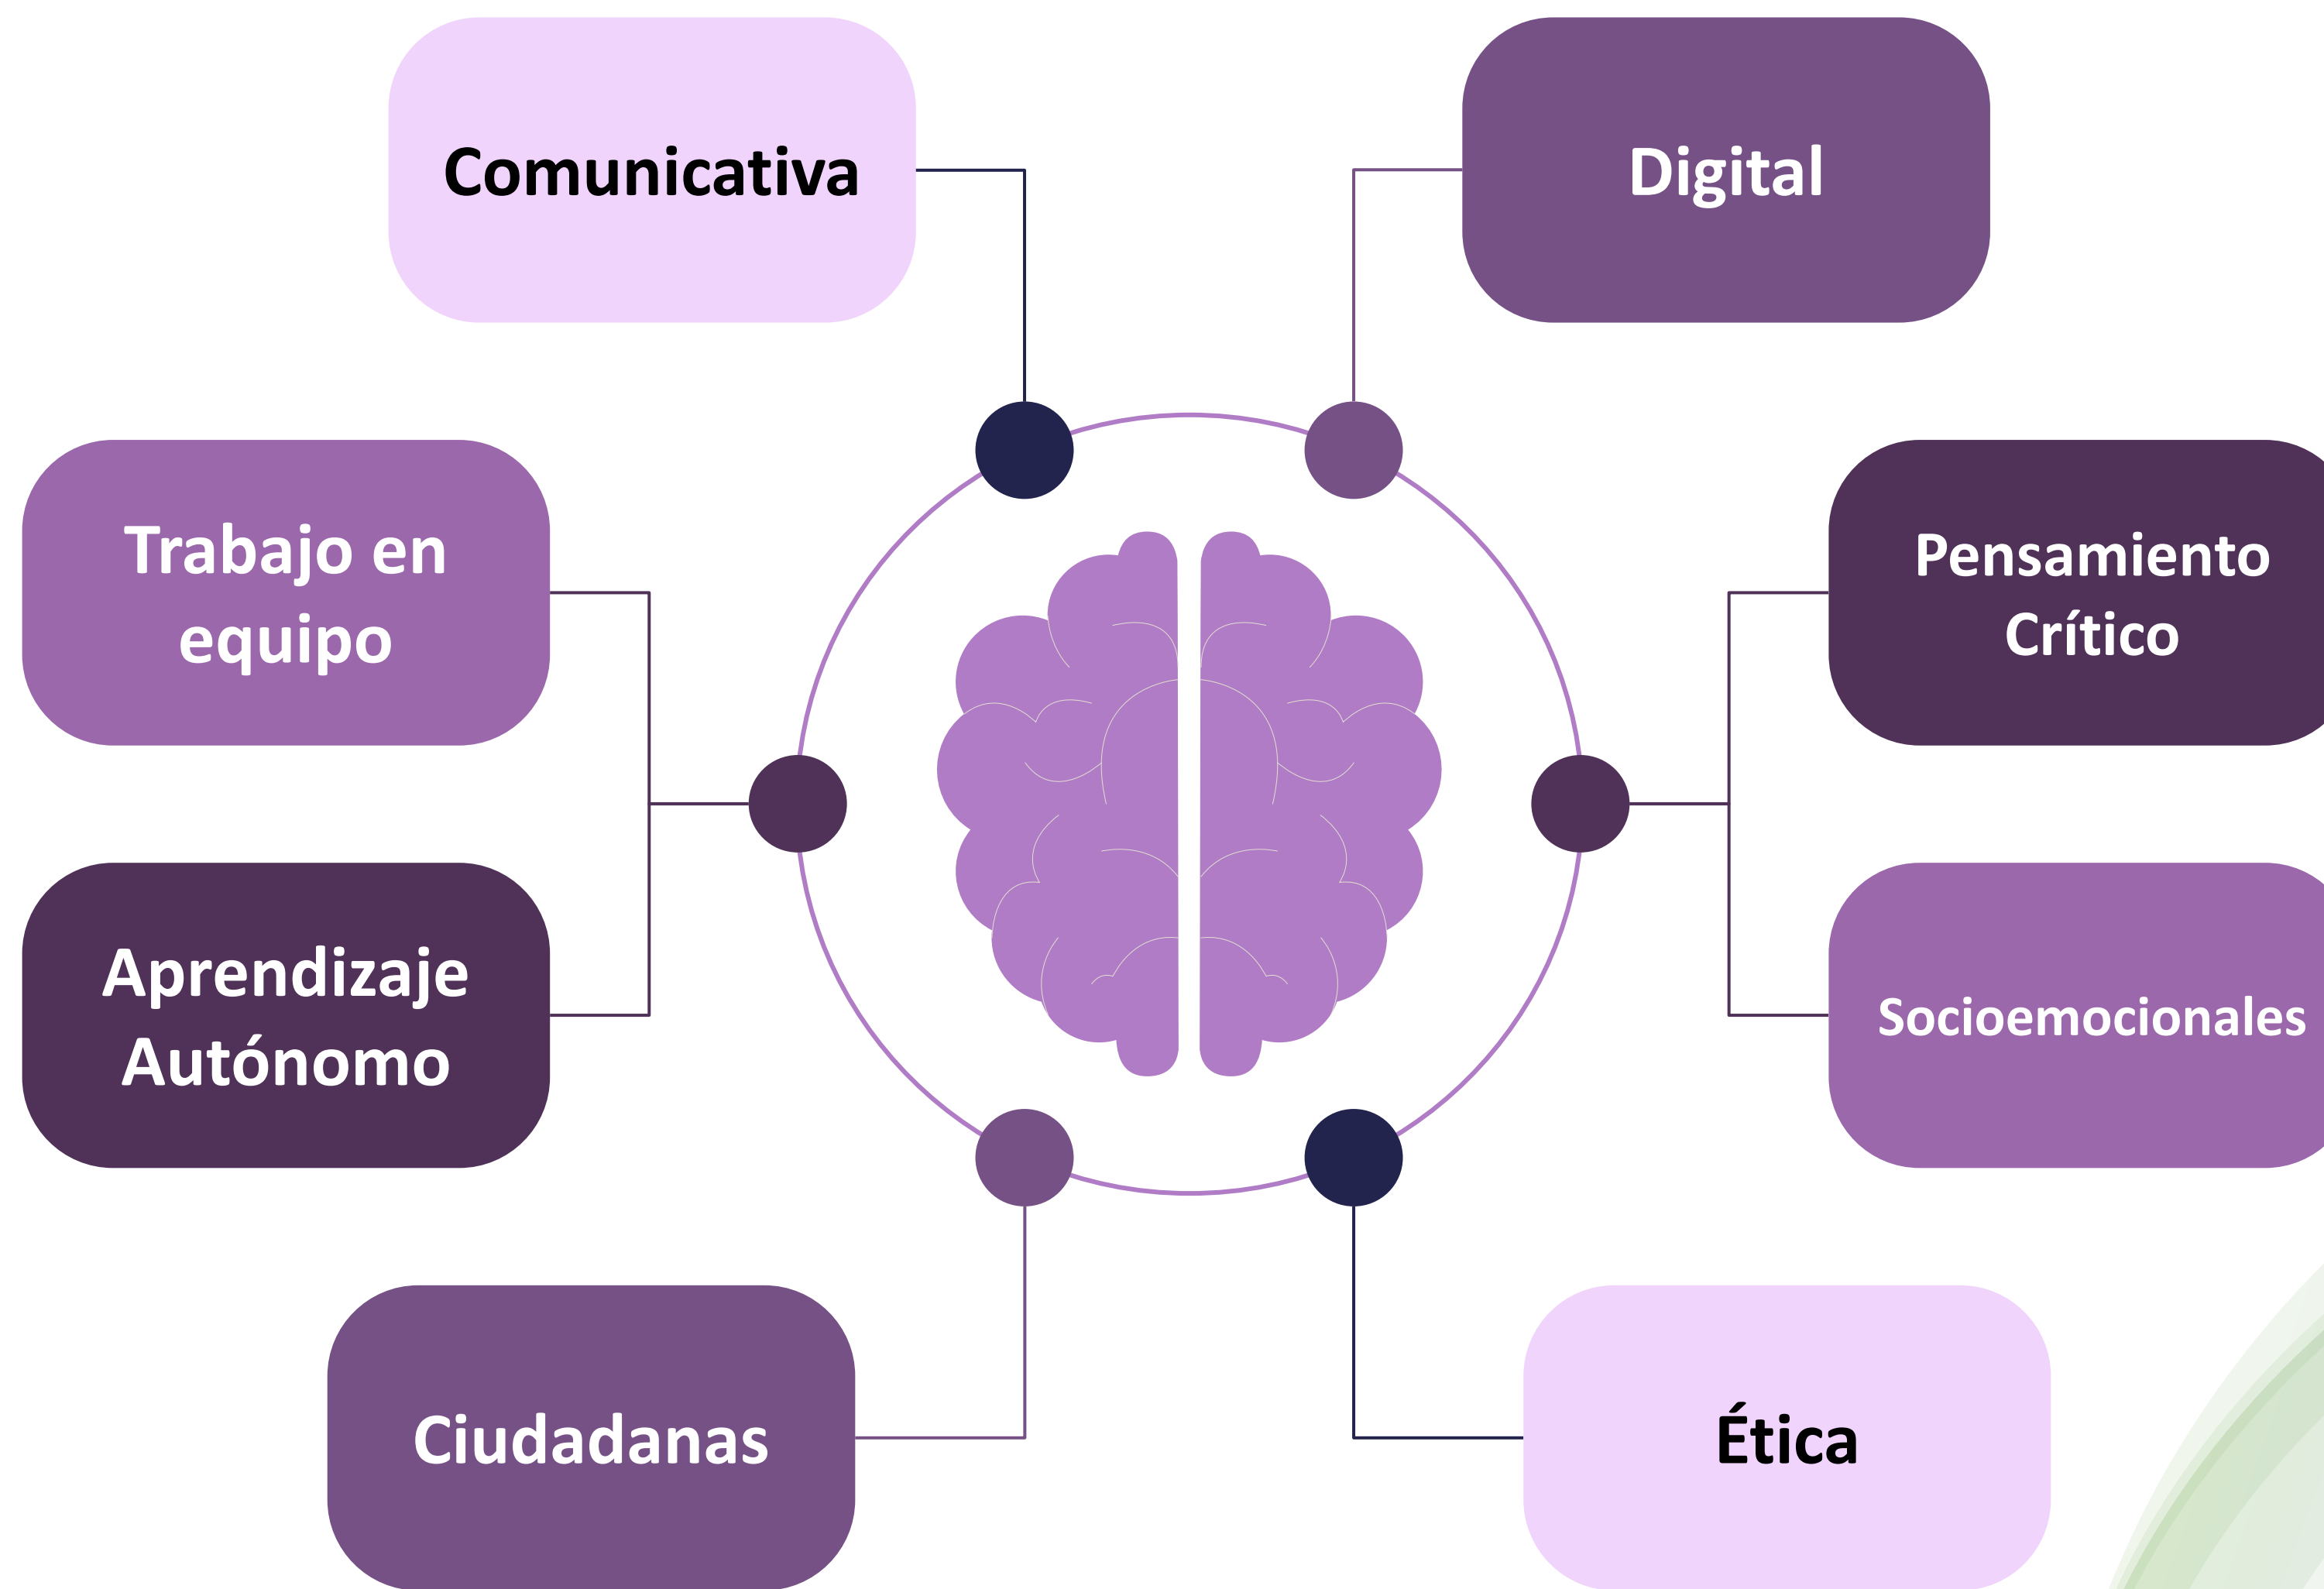 Comunicativa
Digital
Trabajo en
equipo
Pensamiento
Crítico
Aprendizaje
Autónomo
Socioemocionales
Ciudadanas
Ética